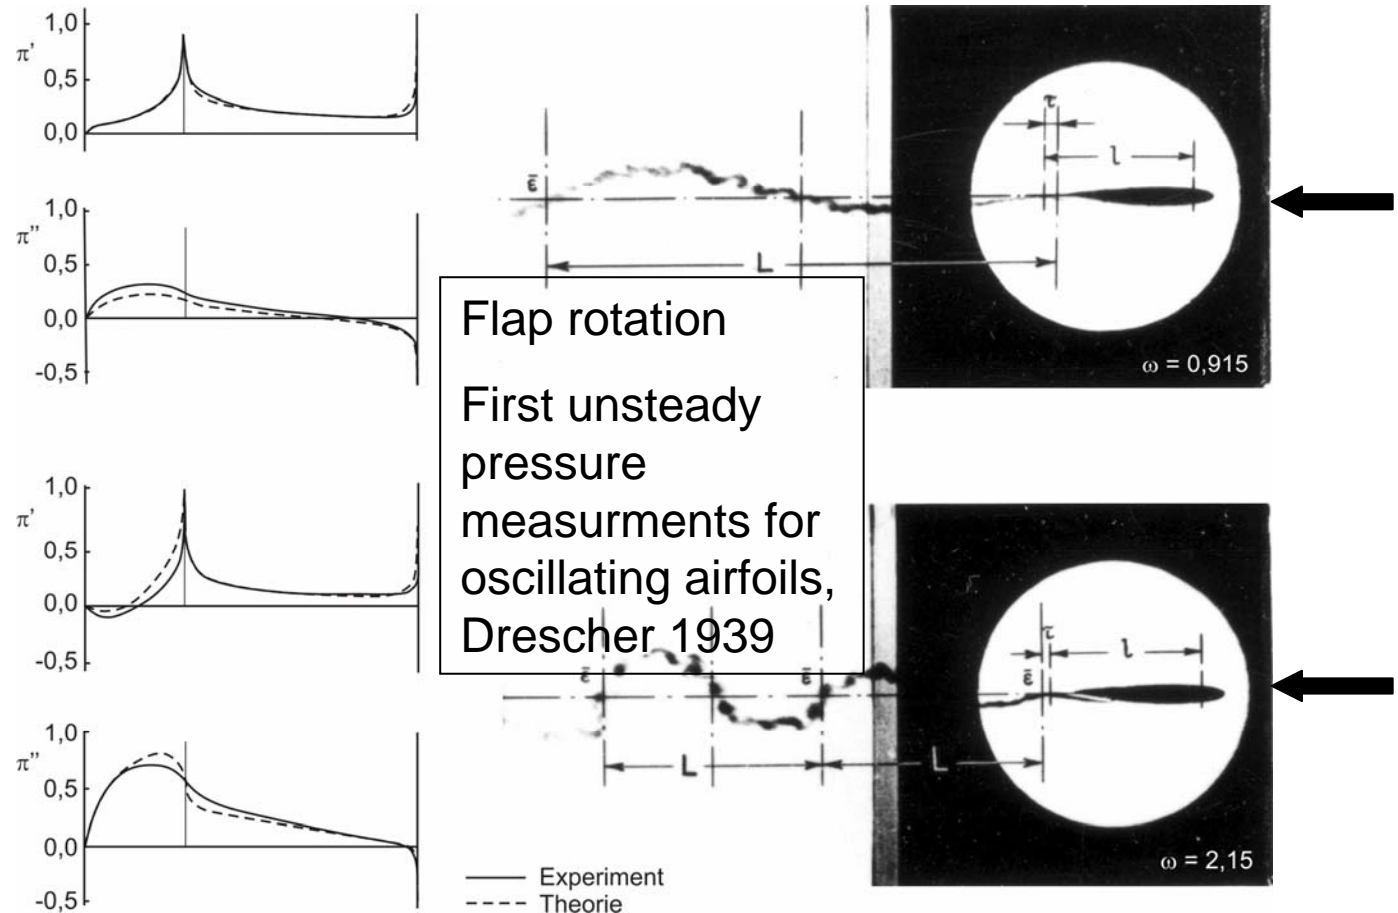 1,0
π'
0,5
0,0
1,0
π"
0,5
0,0
-0,5
1,0
π'
0,5
0,0
-0,5
1,0
π"
0,5
0,0
-0,5
Experiment
Theorie
ε̄
L
τ
l
ω = 0,915
Flap rotation
First unsteady
pressure
measurments for
oscillating airfoils,
Drescher 1939
ε̄
ε̄
ε̄
L
L
τ
l
ω = 2,15